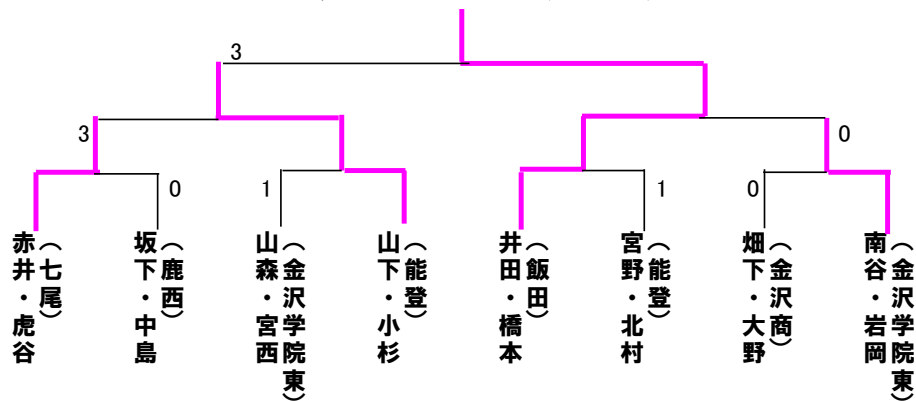 3
3
0
0
1
1
0
赤井・虎谷
（七尾）
坂下・中島
（鹿西）
山森・宮西
（金沢学院東）
山下・小杉
（能登）
井田・橋本
（飯田）
宮野・北村
（能登）
畑下・大野
（金沢商）
南谷・岩岡
（金沢学院東）